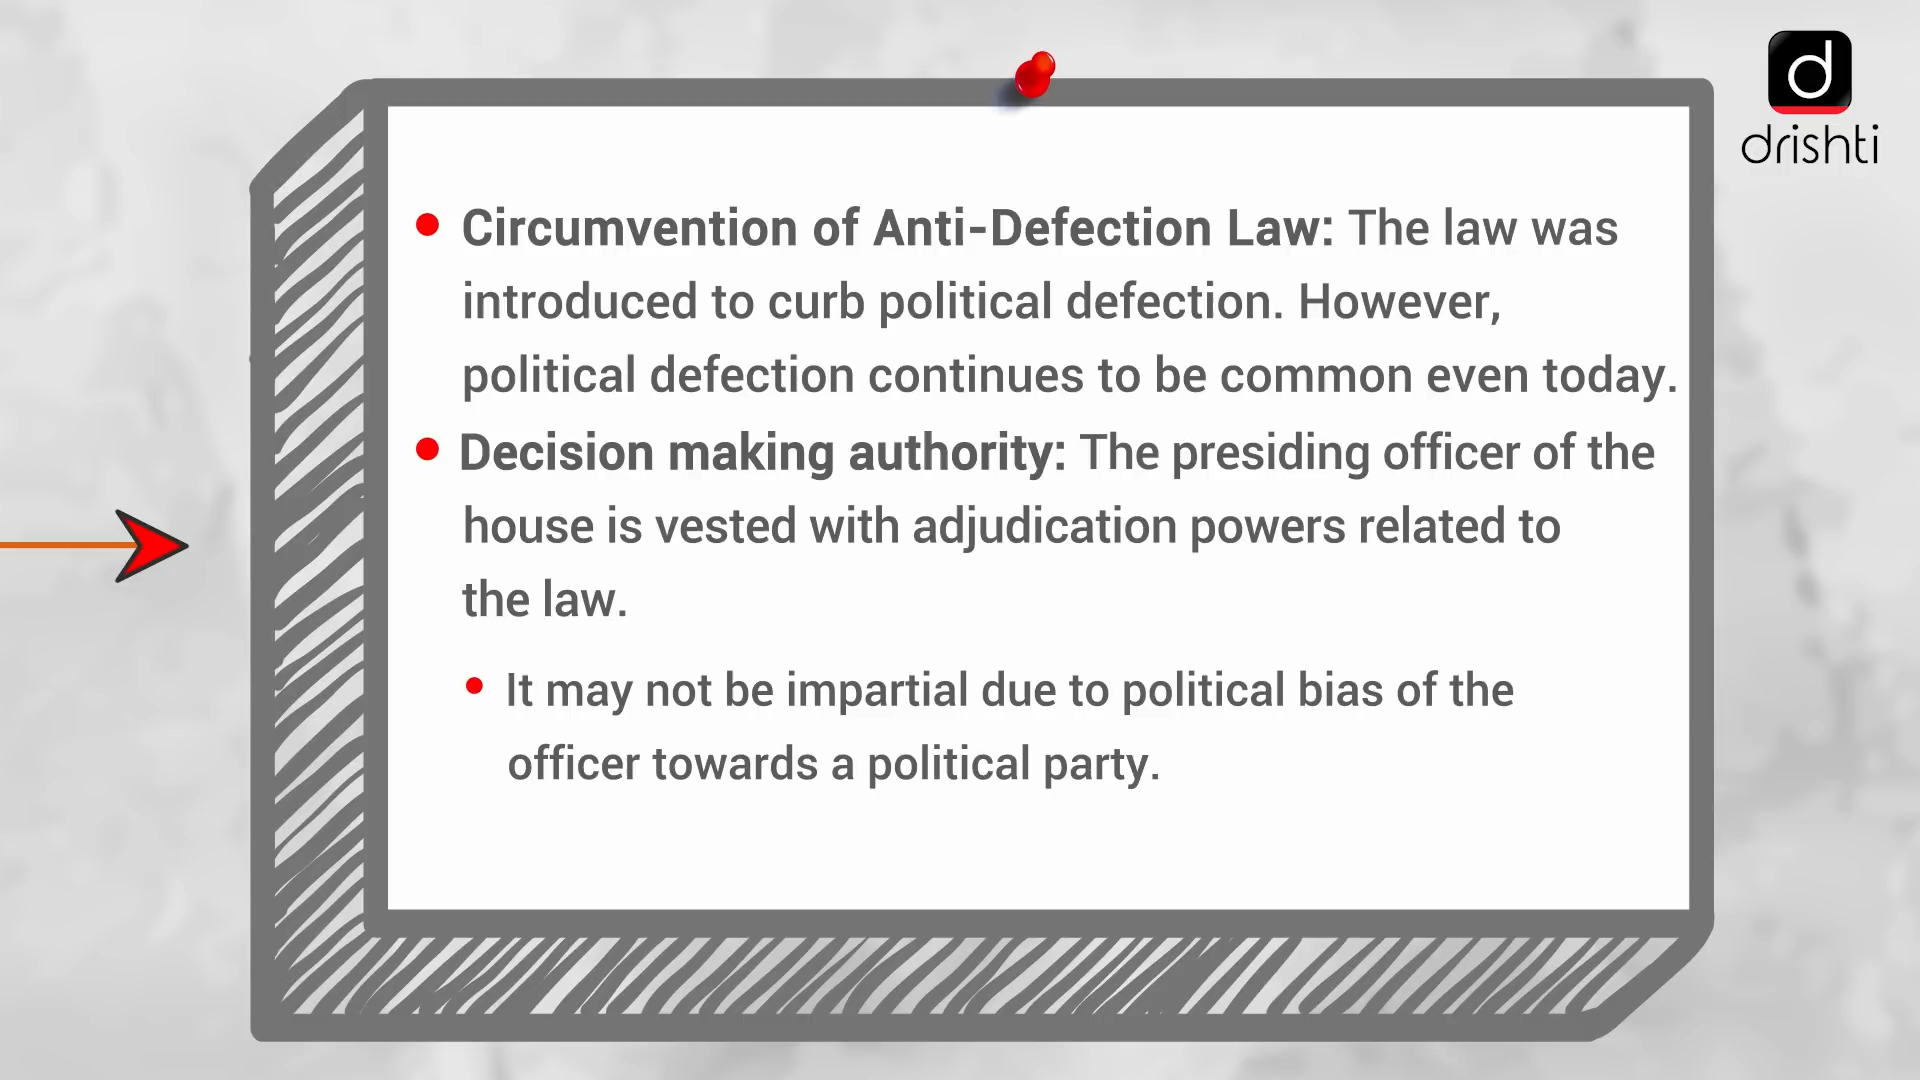 d
drishti
Circumvention of Anti-Defection Law: The law was
introduced to curb political defection. However,
political defection continues to be common even today.
Decision making authority: The presiding officer of the
house is vested with adjudication powers related to
the law.
It may not be impartial due to political bias of the
officer towards a political party.